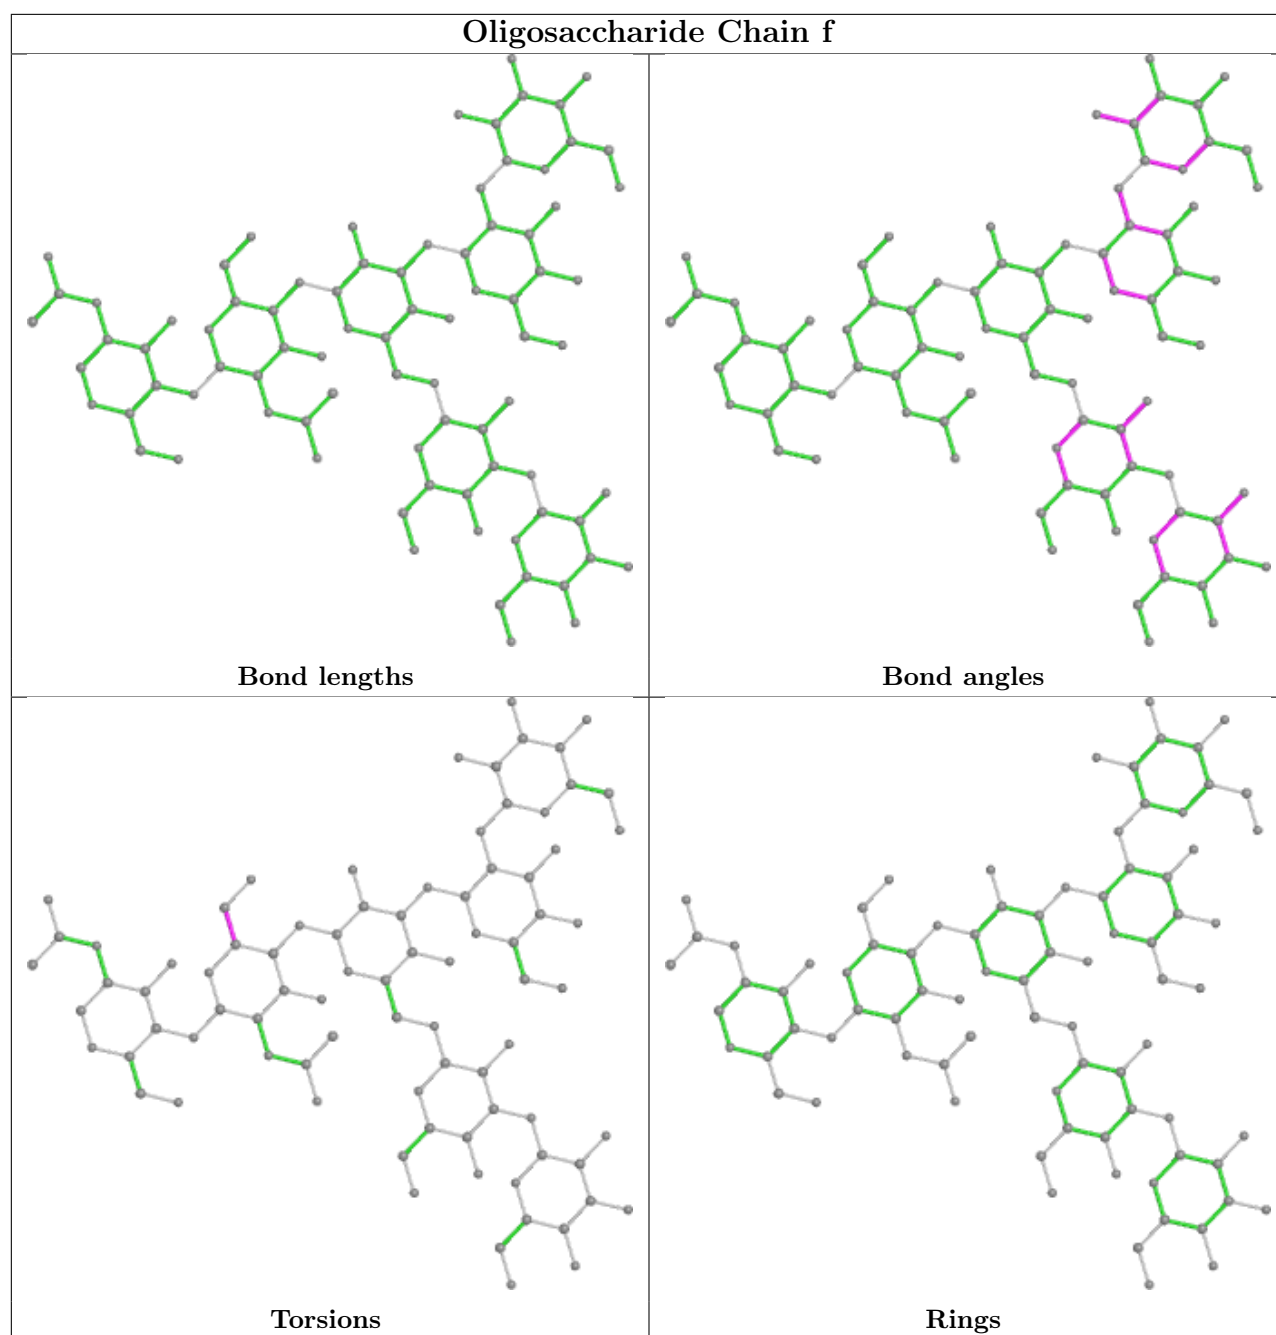 Oligosaccharide Chain f
Bond lengths
Bond angles
Torsions
Rings